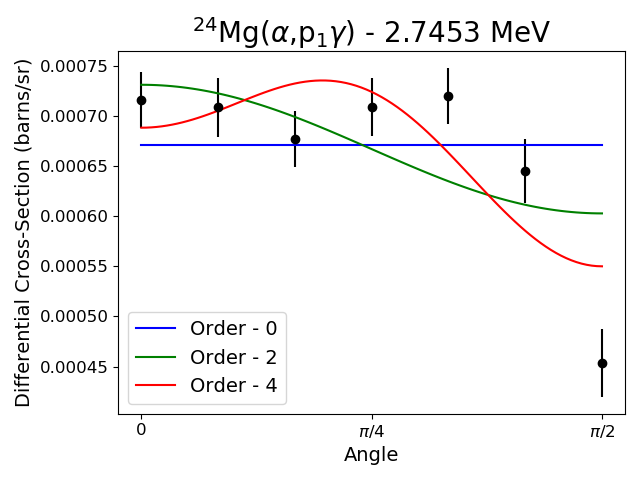 ²⁴Mg(α,p₁γ) - 2.7453 MeV
Differential Cross-Section (barns/sr)
0.00075
0.00070
0.00065
0.00060
0.00055
0.00050
0.00045
Order - 0
Order - 2
Order - 4
0
π/4
π/2
Angle